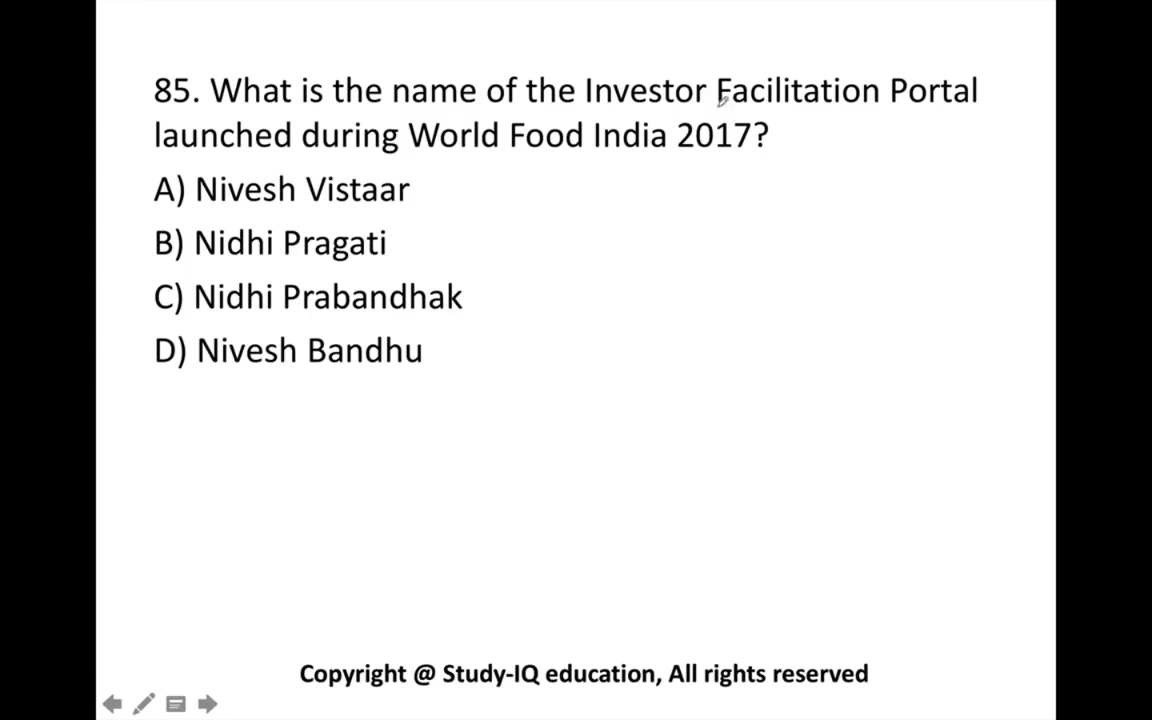 85. What is the name of the Investor Facilitation Portal
launched during World Food India 2017?
A) Nivesh Vistaar
B) Nidhi Pragati
C) Nidhi Prabandhak
D) Nivesh Bandhu
Copyright @ Study-IQ education, All rights reserved